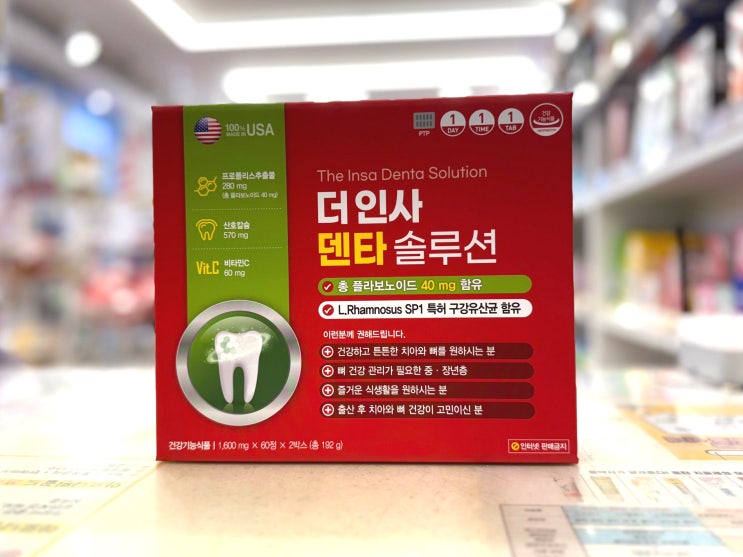 100% MADE IN USA
프로폴리스추출물
280 mg
(총 플라보노이드 40 mg)
산호칼슘
570 mg
Vit.C 비타민C
60 mg
PTP
1 DAY
1 TIME
1 TAB
건강기능식품
The Insa Denta Solution
더인사
덴타 솔루션
총 플라보노이드 40 mg 함유
L.Rhamnosus SP1 특허 구강유산균 함유
이런분께 권해드립니다.
건강하고 튼튼한 치아와 뼈를 원하시는 분
뼈 건강 관리가 필요한 중 · 장년층
즐거운 식생활을 원하시는 분
출산 후 치아와 뼈 건강이 고민이신 분
건강기능식품 | 1,600 mg × 60정 × 2박스 (총 192 g)
인터넷 판매금지